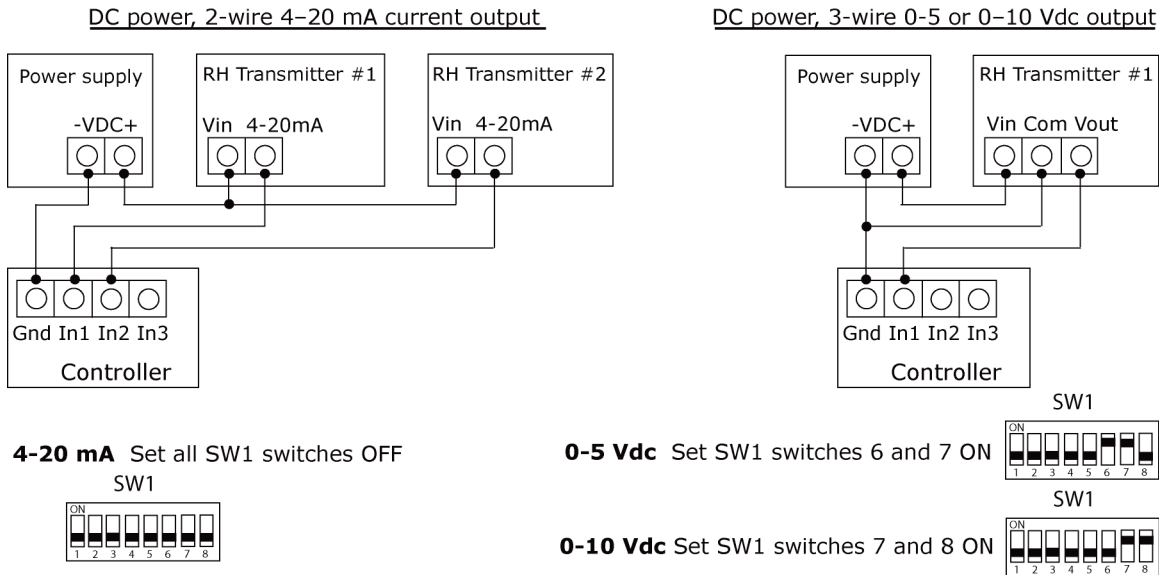 DC power, 2-wire 4–20 mA current output
Power supply
-VDC+
RH Transmitter #1
Vin 4-20mA
RH Transmitter #2
Vin 4-20mA
Gnd In1 In2 In3
Controller
4-20 mA Set all SW1 switches OFF
SW1
ON
1 2 3 4 5 6 7 8
DC power, 3-wire 0-5 or 0–10 Vdc output
Power supply
-VDC+
RH Transmitter #1
Vin Com Vout
Gnd In1 In2 In3
Controller
SW1
0-5 Vdc Set SW1 switches 6 and 7 ON
ON
1 2 3 4 5 6 7 8
SW1
0-10 Vdc Set SW1 switches 7 and 8 ON
ON
1 2 3 4 5 6 7 8